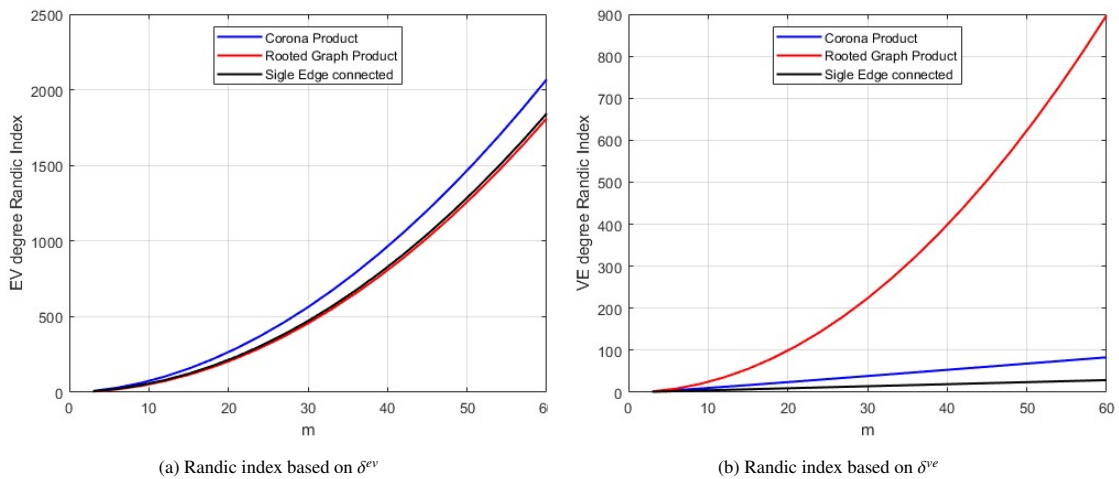 2500
2000
1500
1000
500
0
0
10
20
30
40
50
60
EV degree Randic Index
m
Corona Product
Rooted Graph Product
Sigle Edge connected
(a) Randic index based on δ^{ev}
900
800
700
600
500
400
300
200
100
0
0
10
20
30
40
50
60
VE degree Randic Index
m
Corona Product
Rooted Graph Product
Sigle Edge connected
(b) Randic index based on δ^{ve}